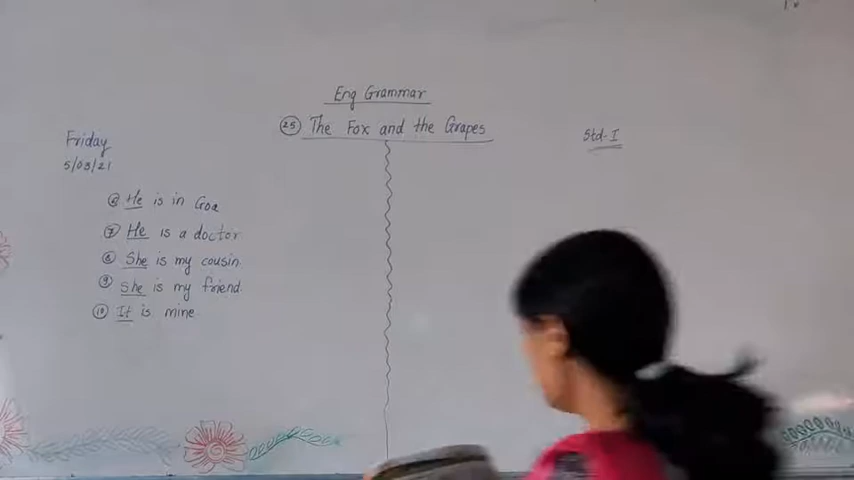 Eng Grammar
㉕ The Fox and the Grapes
Std-I
Friday
5/03/21
⑥ He is in Goa
⑦ He is a doctor
⑧ She is my cousin
⑨ She is my friend
⑩ It is mine